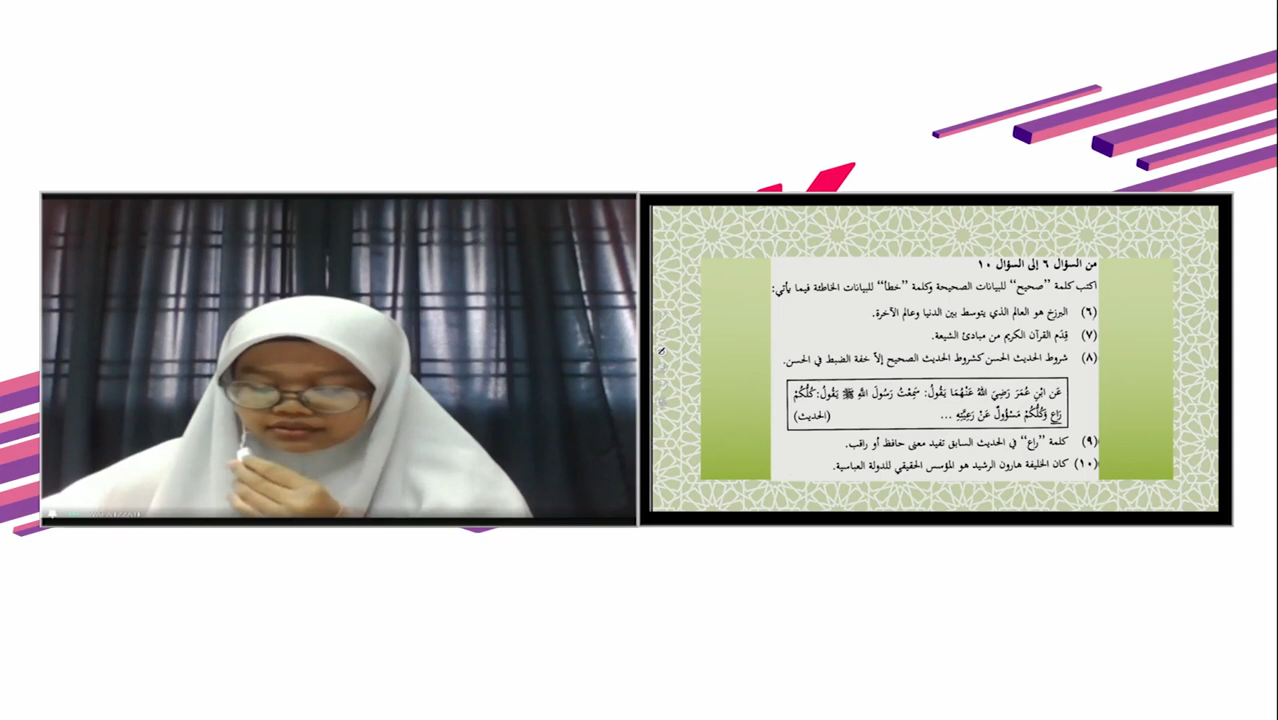 من السؤال ٦ إلى السؤال ١٠
اكتب كلمة "صحيح" للبيانات الصحيحة وكلمة "خطأ" للبيانات الخاطئة فيما يأتي:
(٦) البرزخ هو العالم الذي يتوسط بين الدنيا وعالم الآخرة.
(٧) قِدَم القرآن الكريم من مبادئ الشيعة.
(٨) شروط الحديث الحسن كشروط الحديث الصحيح إلاّ خفة الضبط في الحسن.
عَن ابْنِ عُمَرَ رَضِيَ اللهُ عَنْهُمَا يَقُولُ: سَمِعْتُ رَسُولَ اللهِ ﷺ يَقُولُ: كُلُّكُمْ
رَاعٍ وَكُلُّكُمْ مَسْؤُولٌ عَنْ رَعِيَّتِهِ ... (الحديث)
(٩) كلمة "راع" في الحديث السابق تفيد معنى حافظ أو راقب.
(١٠) كان الخليفة هارون الرشيد هو المؤسس الحقيقي للدولة العباسية.